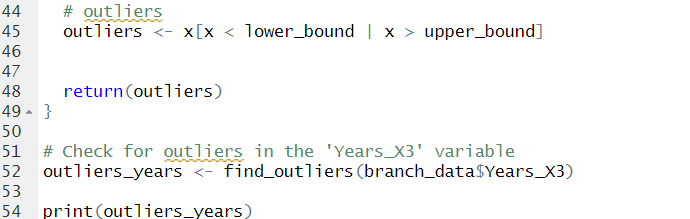 44 # outliers
45 outliers <- x[x < lower_bound | x > upper_bound]
46
47
48 return(outliers)
49 }
50
51 # Check for outliers in the 'Years_X3' variable
52 outliers_years <- find_outliers(branch_data$Years_X3)
53
54 print(outliers_years)